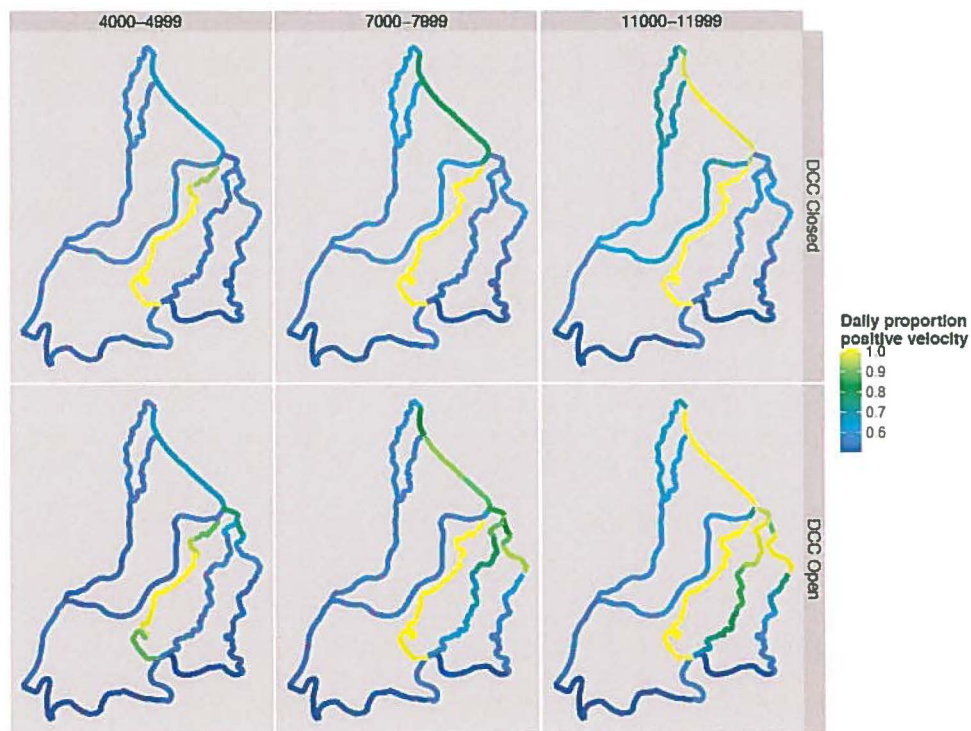 4000–4999
7000–7999
11000–11999
DCC Closed
DCC Open
Daily proportion
positive velocity
1.0
0.9
0.8
0.7
0.6